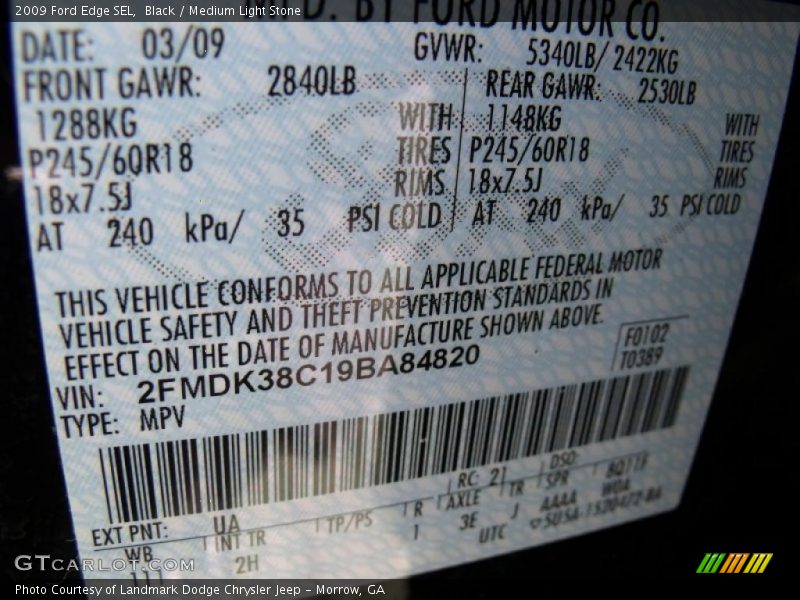 2009 Ford Edge SEL, Black / Medium Light Stone
MFD. BY FORD MOTOR CO.
DATE: 03/09 GVWR: 5340LB/ 2422KG
FRONT GAWR: 2840LB REAR GAWR: 2530LB
1288KG WITH 1148KG WITH
P245/60R18 TIRES P245/60R18 TIRES
18x7.5J RIMS 18x7.5J RIMS
AT 240 kPa/ 35 PSI COLD AT 240 kPa/ 35 PSI COLD
THIS VEHICLE CONFORMS TO ALL APPLICABLE FEDERAL MOTOR
VEHICLE SAFETY AND THEFT PREVENTION STANDARDS IN
EFFECT ON THE DATE OF MANUFACTURE SHOWN ABOVE.
F0102
T0389
VIN: 2FMDK38C19BA84820
TYPE: MPV
EXT PNT: UA RC 21 DSO:
WB INT TR TP/PS R AXLE TR SPR
111 2H 1 3E J AAAA
UTC
GTCARLOT.COM
Photo Courtesy of Landmark Dodge Chrysler Jeep – Morrow, GA